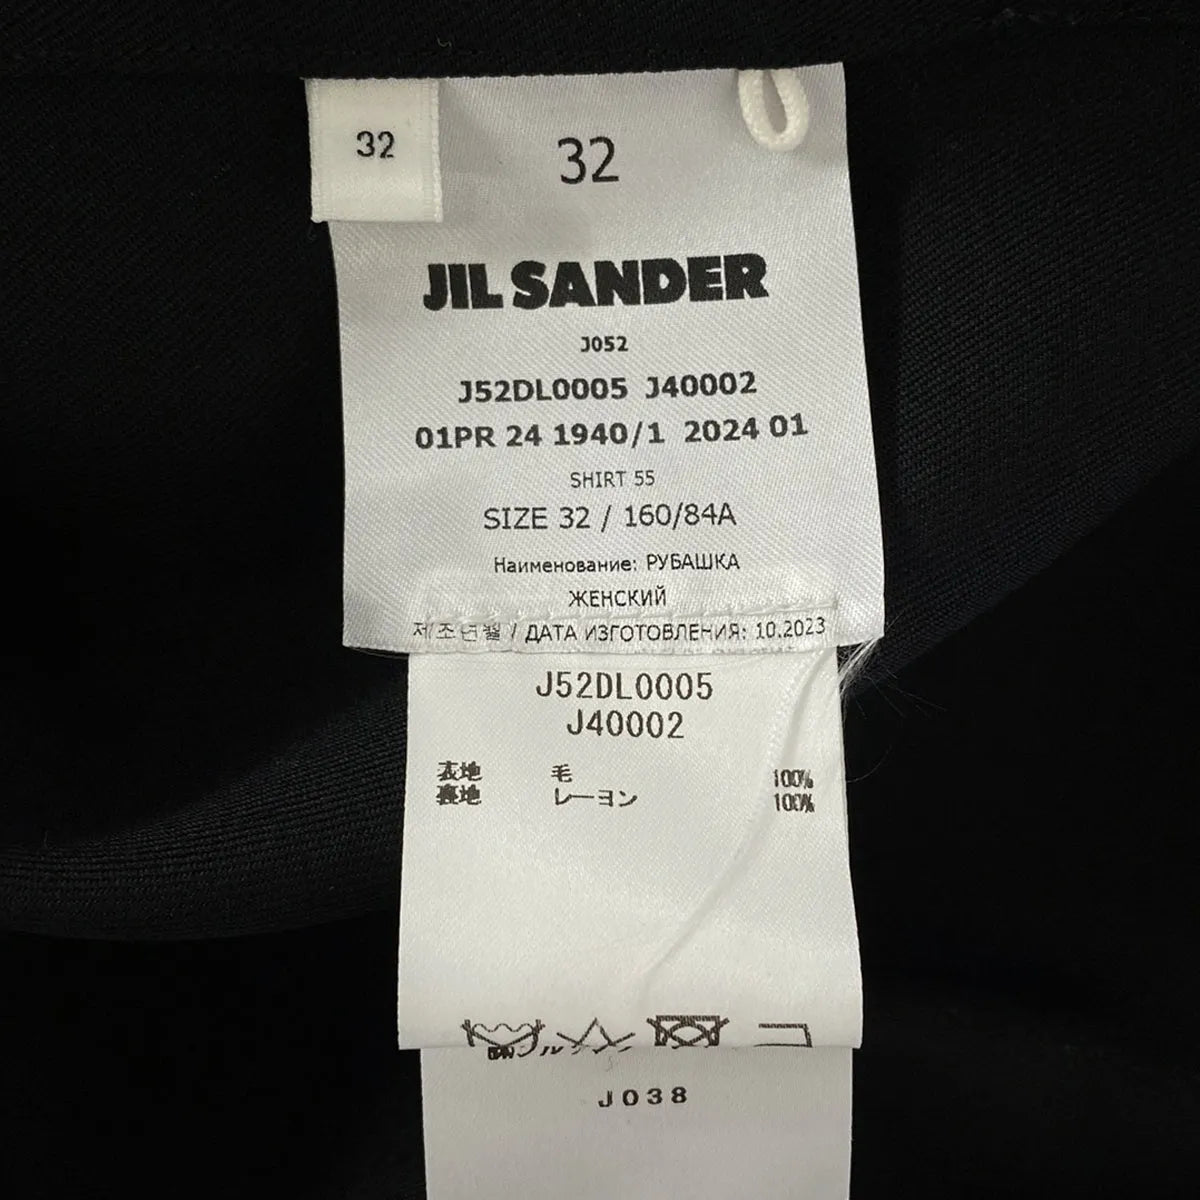 32
32
JIL SANDER
J052
J52DL0005 J40002
01PR 24 1940/1 2024 01
SHIRT 55
SIZE 32 / 160/84A
Наименование: РУБАШКА
ЖЕНСКИЙ
제조년월 / ДАТА ИЗГОТОВЛЕНИЯ: 10.2023
J52DL0005
J40002
表地 毛 100%
裏地 レーヨン 100%
J038